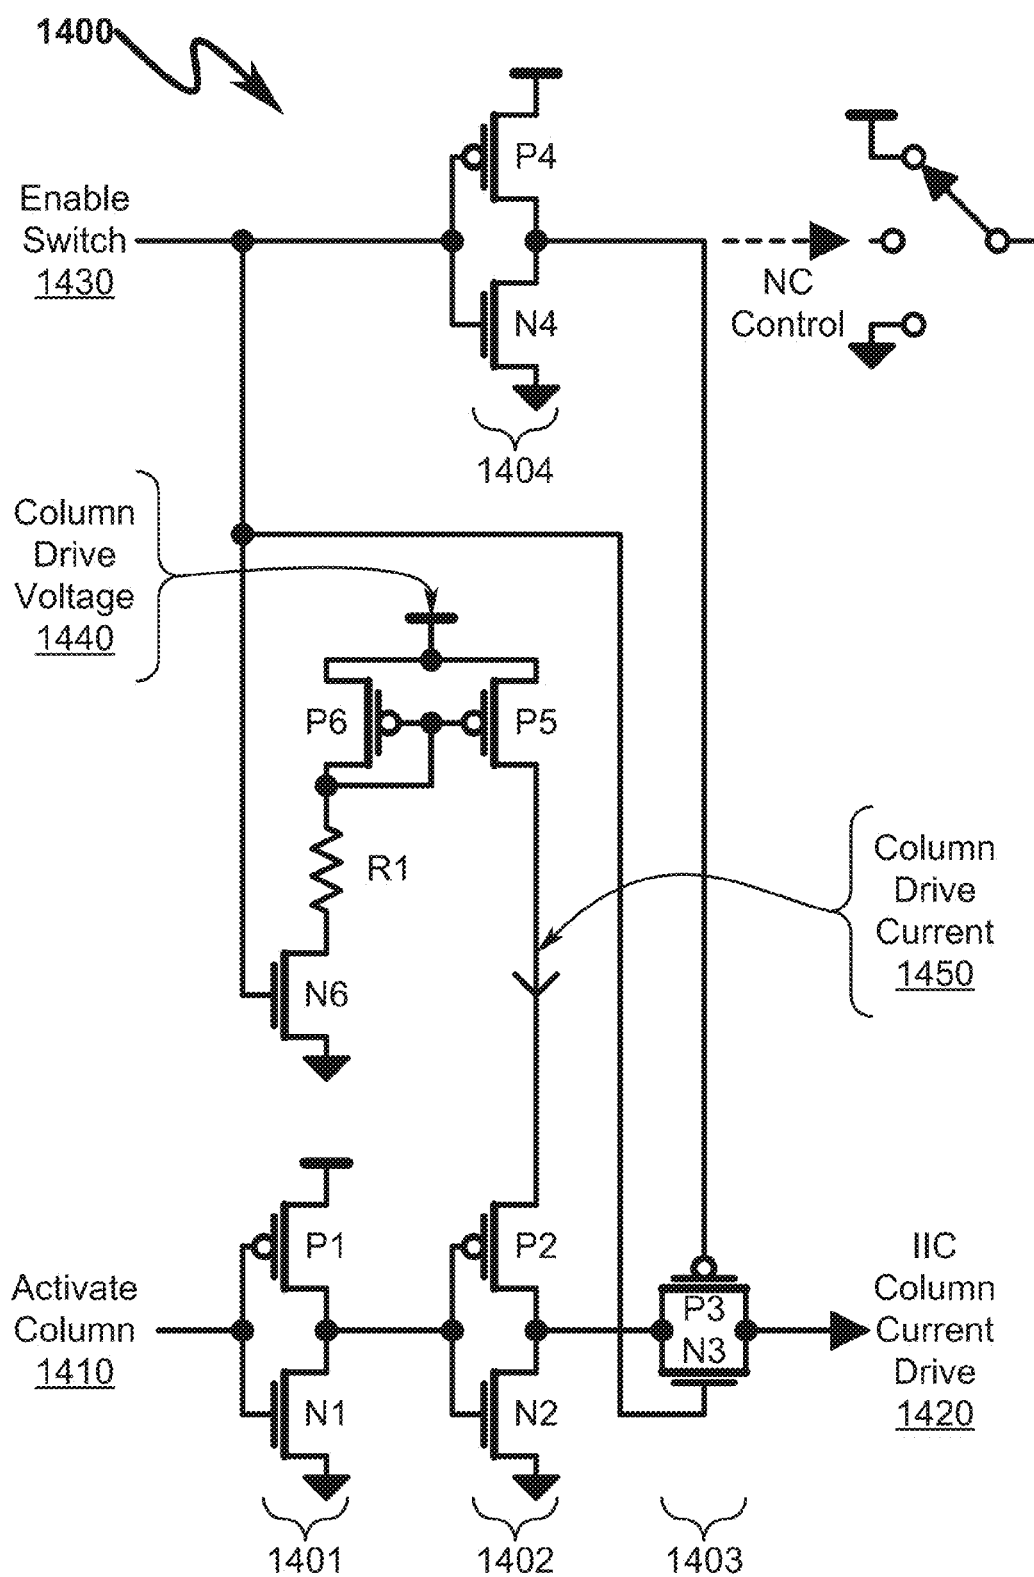 1400
P4
Enable
Switch
1430
N4
NC
Control
1404
Column
Drive
Voltage
1440
P6
P5
R1
Column
Drive
Current
1450
N6
P1
P2
Activate
Column
1410
P3
N3
IIC
Column
Current
Drive
1420
N1
N2
1401
1402
1403